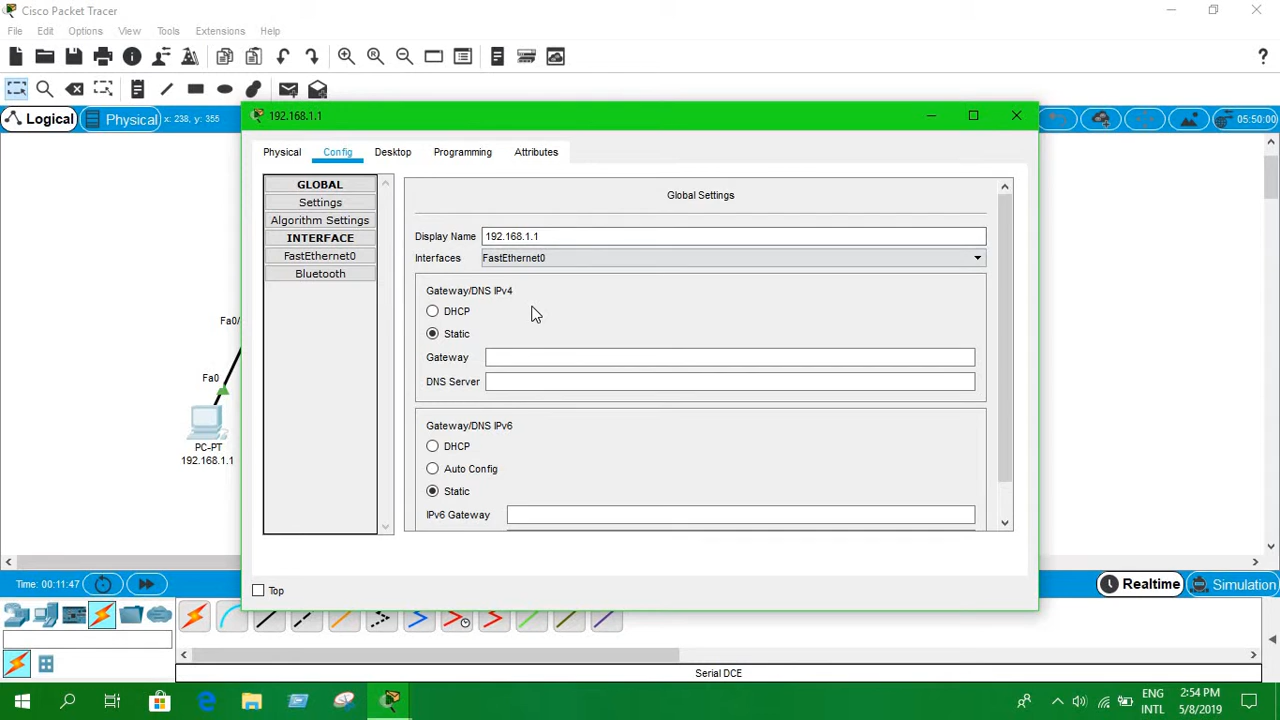 Cisco Packet Tracer
File Edit Options View Tools Extensions Help
Logical
Physical
x: 238, y: 355
05:50:00
192.168.1.1
Physical Config Desktop Programming Attributes
GLOBAL
Settings
Algorithm Settings
INTERFACE
FastEthernet0
Bluetooth
Global Settings
Display Name 192.168.1.1
Interfaces FastEthernet0
Gateway/DNS IPv4
DHCP
Static
Gateway
DNS Server
Gateway/DNS IPv6
DHCP
Auto Config
Static
IPv6 Gateway
Top
Fa0/
Fa0
PC-PT
192.168.1.1
Time: 00:11:47
Realtime
Simulation
Serial DCE
ENG
INTL
2:54 PM
5/8/2019